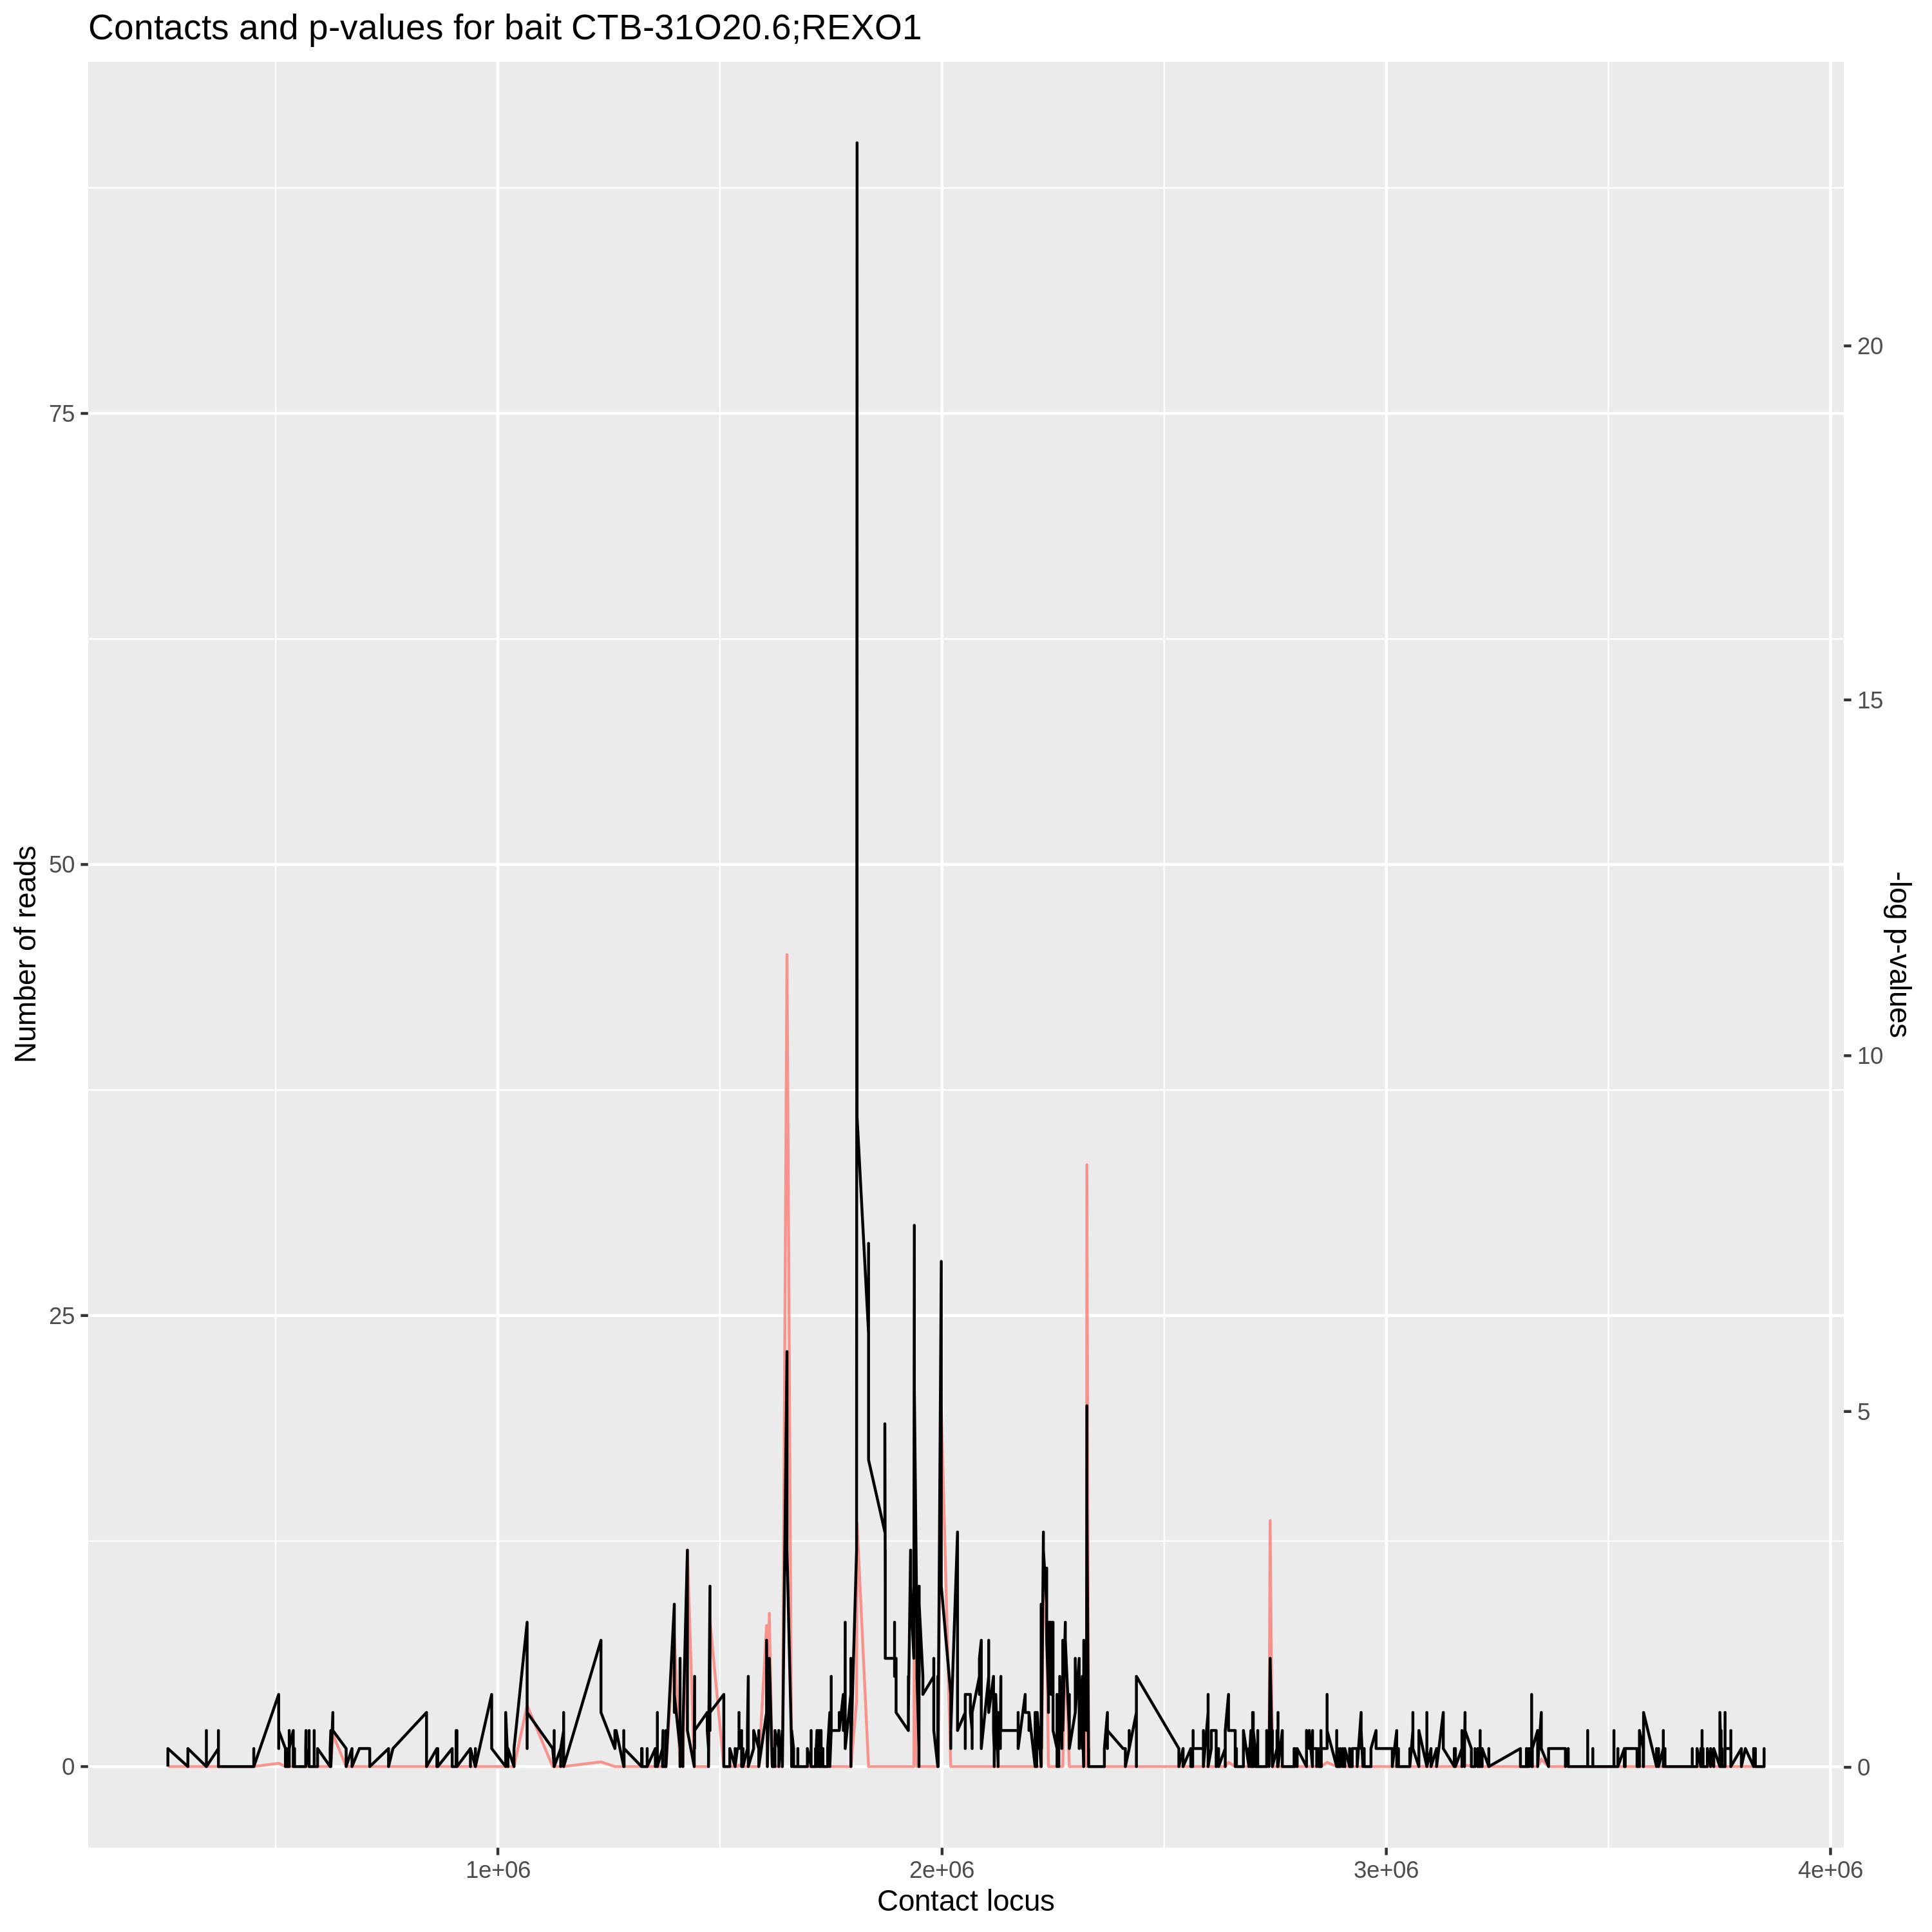 Contacts and p-values for bait CTB-31O20.6;REXO1
Number of reads
75
50
25
0
20
15
10
5
0
-log p-values
1e+06 2e+06 3e+06 4e+06
Contact locus